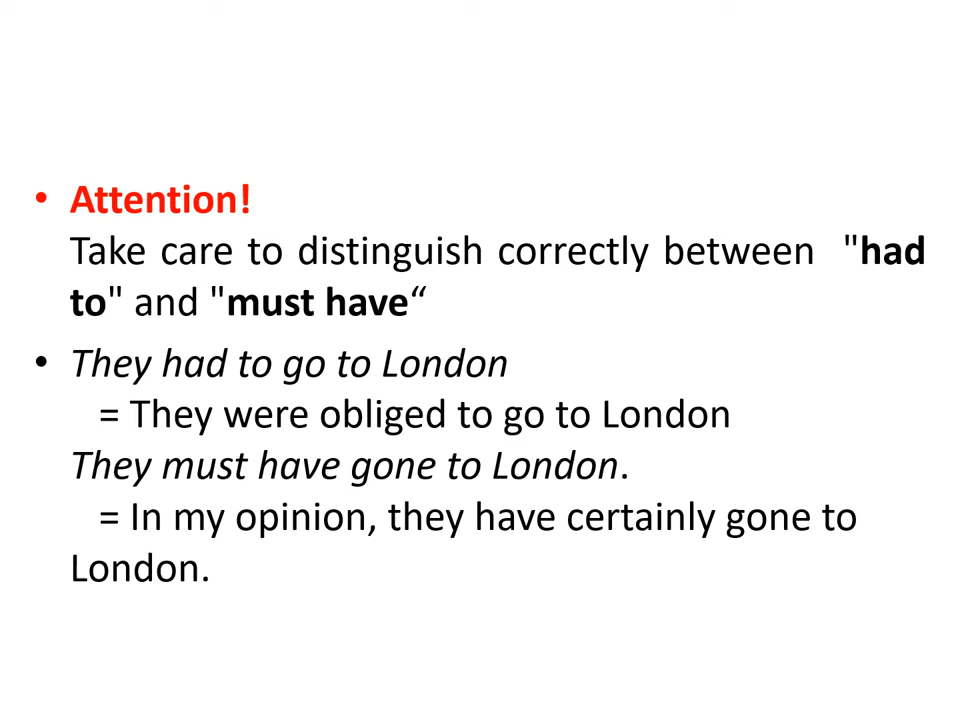 • Attention!
Take care to distinguish correctly between "had
to" and "must have“
• They had to go to London
= They were obliged to go to London
They must have gone to London.
= In my opinion, they have certainly gone to
London.